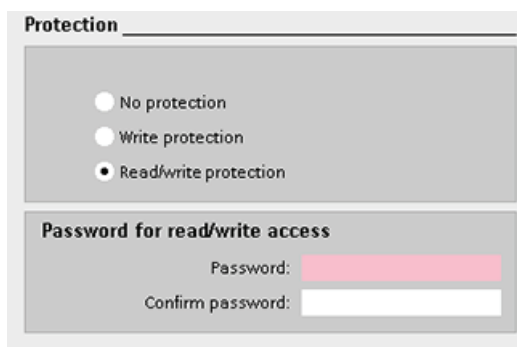 Protection
No protection
Write protection
Read/write protection
Password for read/write access
Password:
Confirm password: